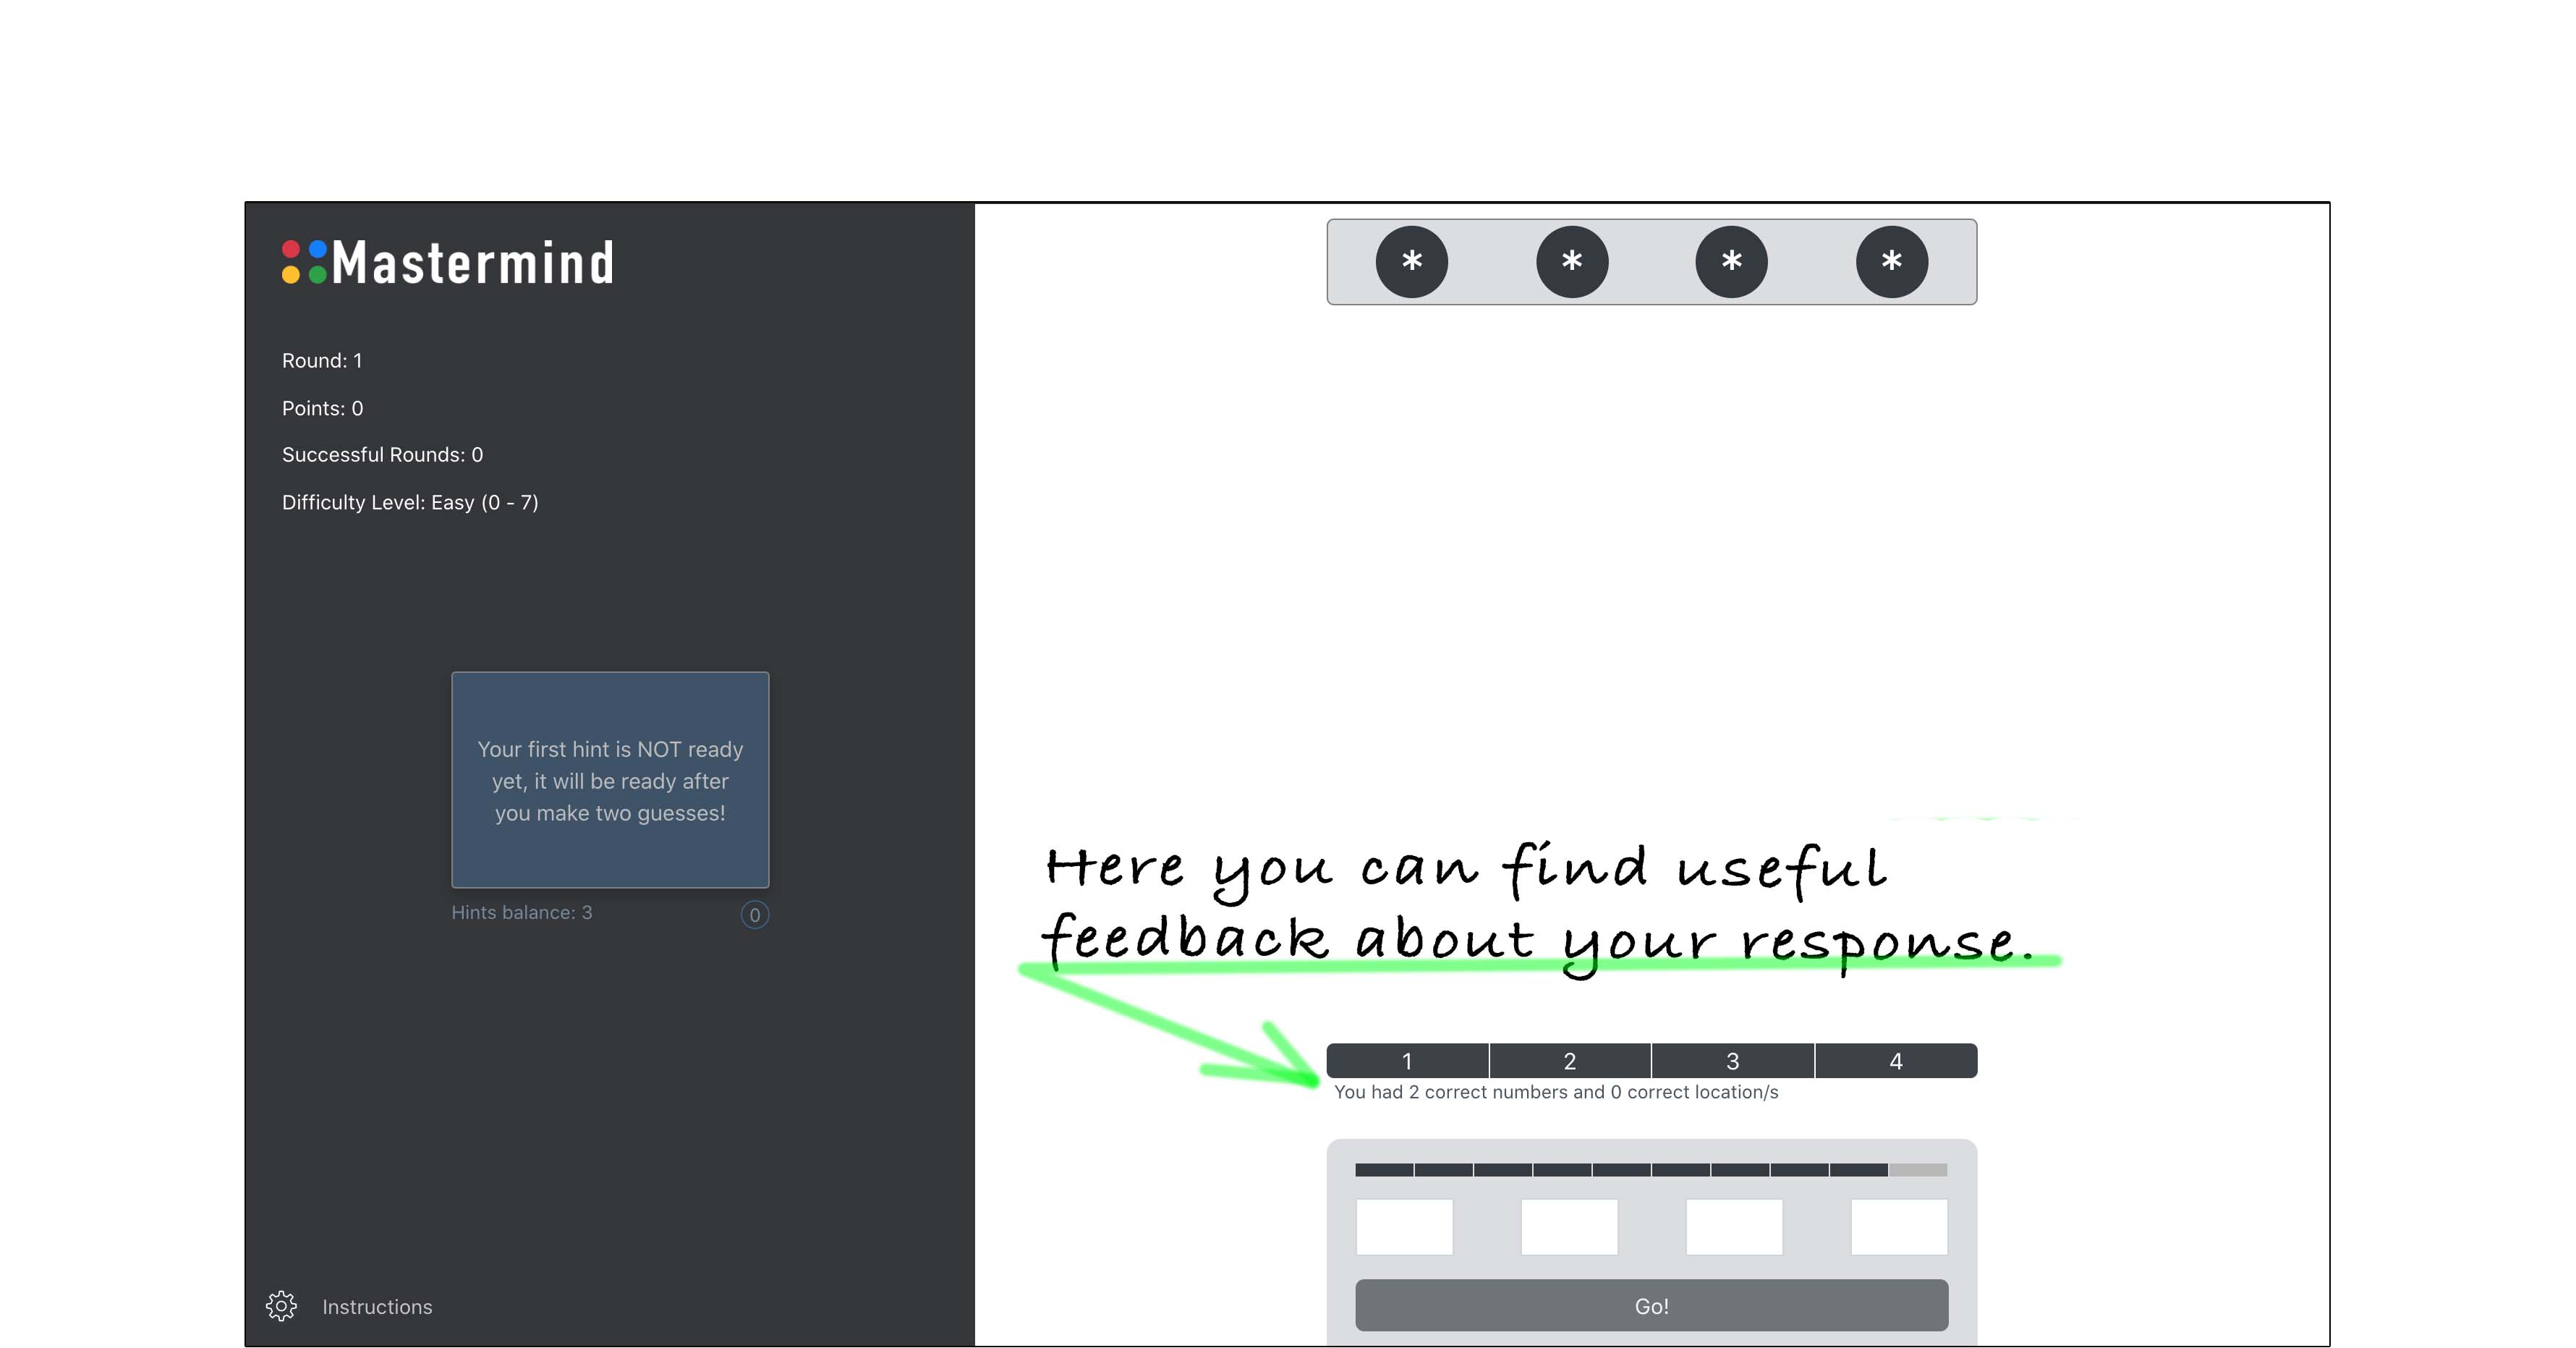 Mastermind
Round: 1
Points: 0
Successful Rounds: 0
Difficulty Level: Easy (0 - 7)
Your first hint is NOT ready
yet, it will be ready after
you make two guesses!
Hints balance: 3
0
Instructions
* * * *
Here you can find useful
feedback about your response.
1 2 3 4
You had 2 correct numbers and 0 correct location/s
Go!